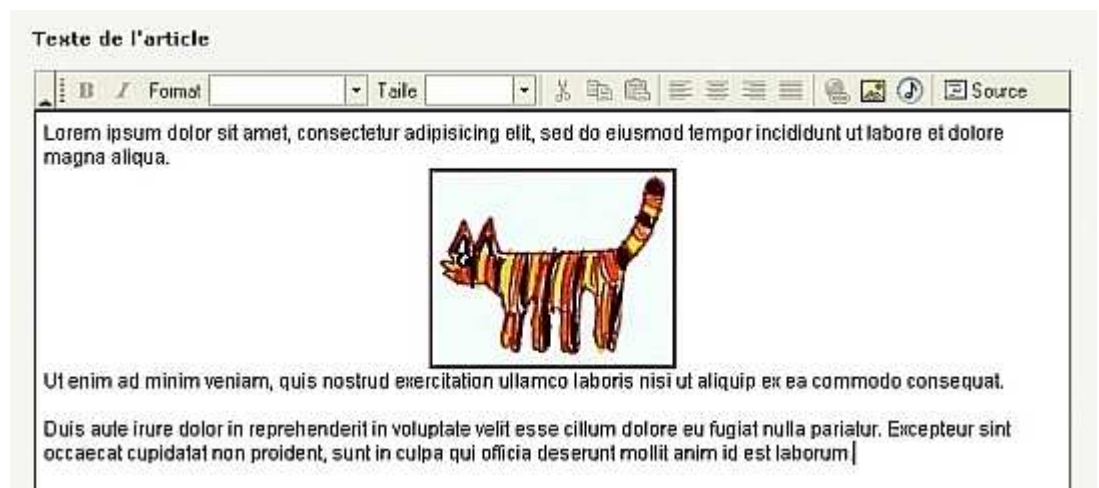 Texte de l'article
B I Format Taille Source
Lorem ipsum dolor sit amet, consectetur adipisicing elit, sed do eiusmod tempor incididunt ut labore et dolore
magna aliqua.
Ut enim ad minim veniam, quis nostrud exercitation ullamco laboris nisi ut aliquip ex ea commodo consequat.
Duis aute irure dolor in reprehenderit in voluptate velit esse cillum dolore eu fugiat nulla pariatur. Excepteur sint
occaecat cupidatat non proident, sunt in culpa qui officia deserunt mollit anim id est laborum